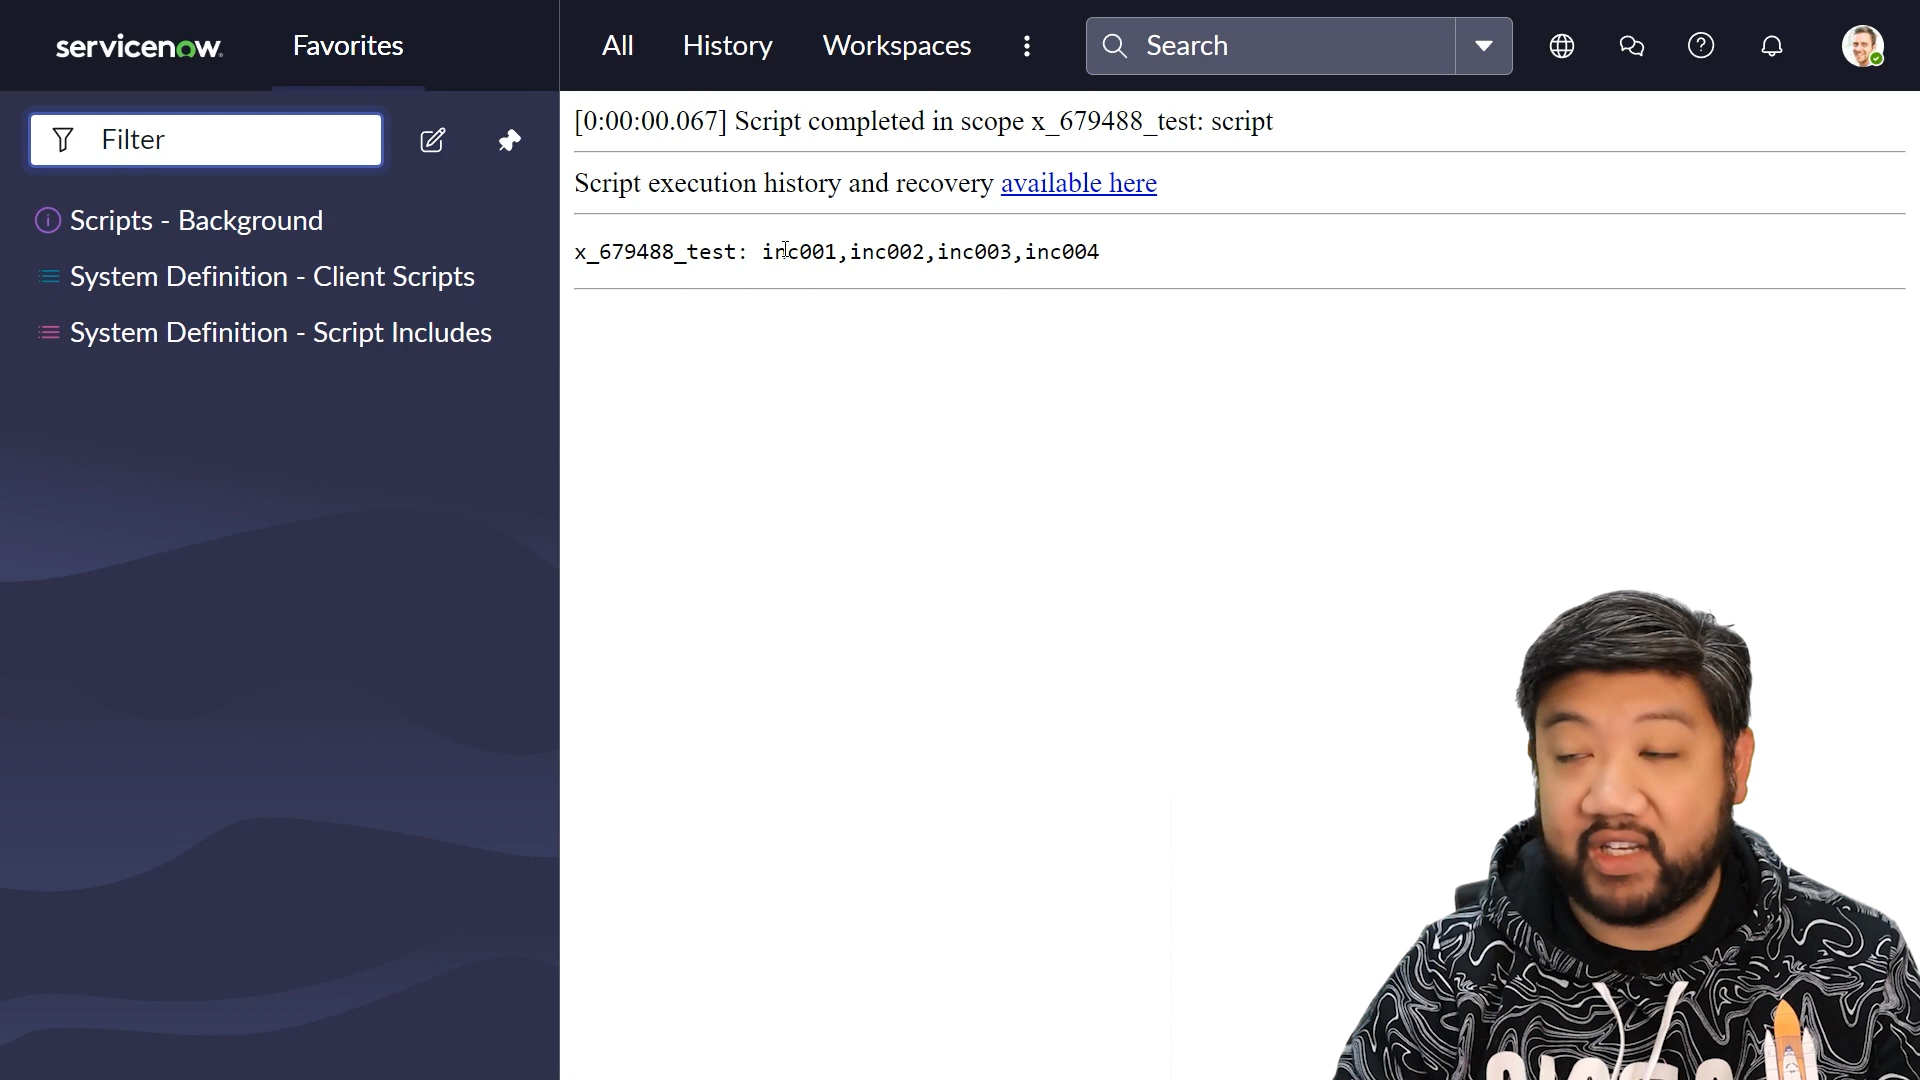 servicenow
Favorites
All
History
Workspaces
Search
Filter
Scripts - Background
System Definition - Client Scripts
System Definition - Script Includes
[0:00:00.067] Script completed in scope x_679488_test: script
Script execution history and recovery available here
x_679488_test: inc001,inc002,inc003,inc004